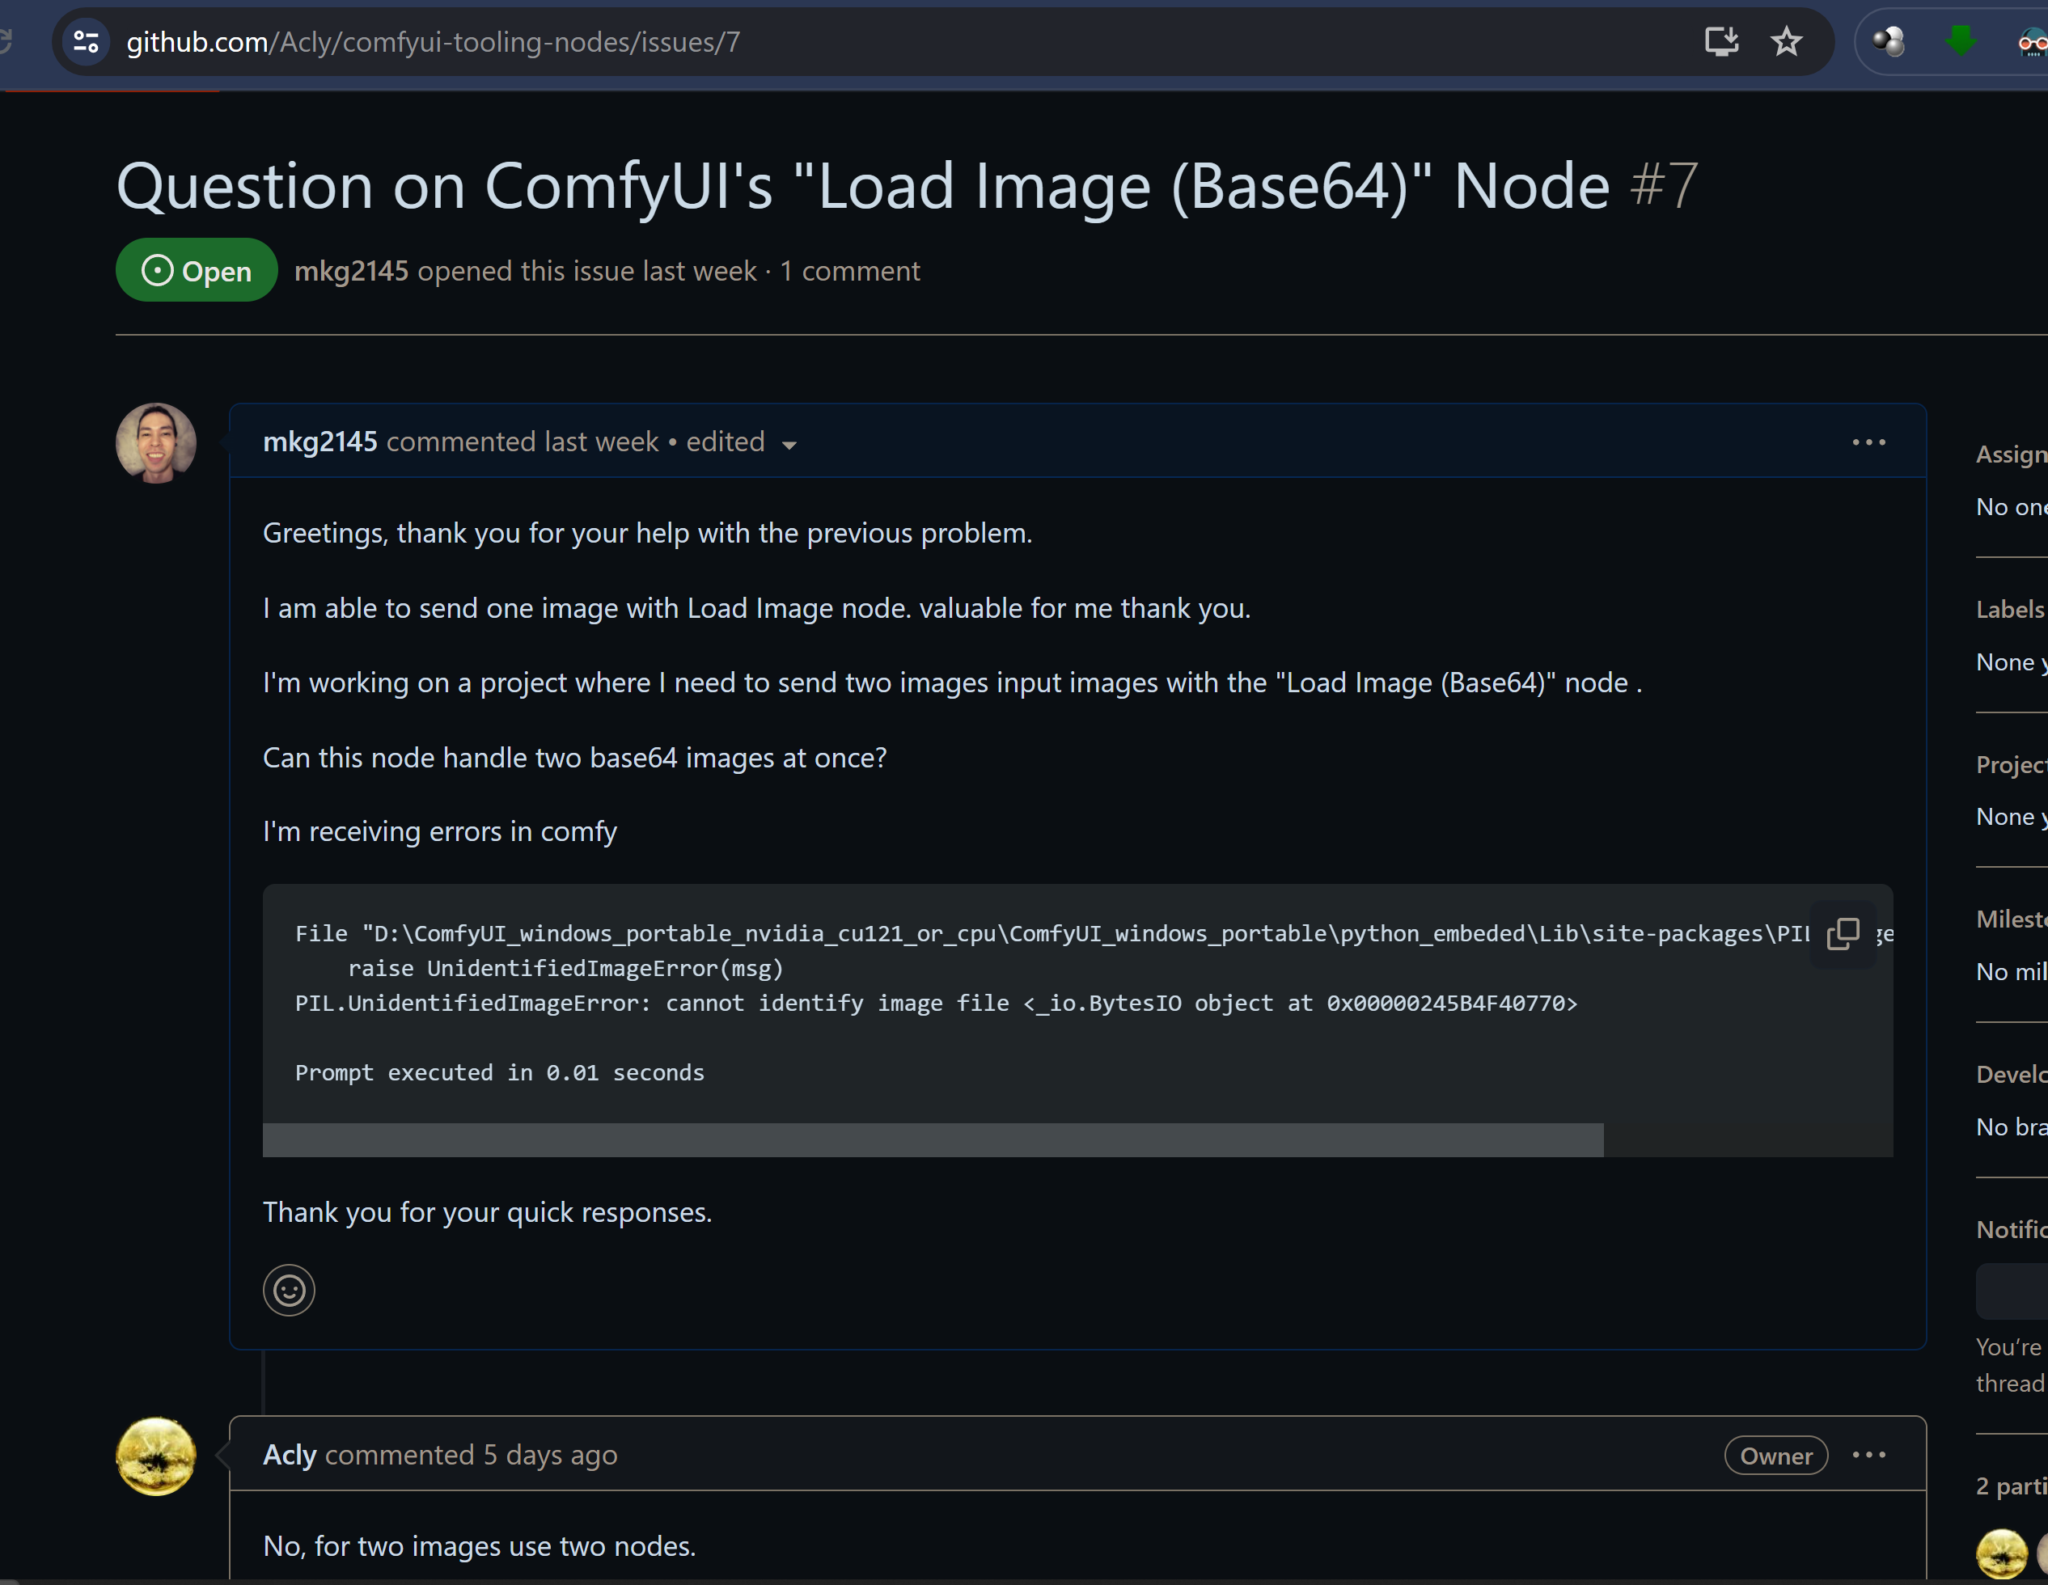 github.com/Acly/comfyui-tooling-nodes/issues/7
Question on ComfyUI's "Load Image (Base64)" Node #7
Open mkg2145 opened this issue last week · 1 comment
mkg2145 commented last week • edited
Greetings, thank you for your help with the previous problem.
I am able to send one image with Load Image node. valuable for me thank you.
I'm working on a project where I need to send two images input images with the "Load Image (Base64)" node .
Can this node handle two base64 images at once?
I'm receiving errors in comfy
File "D:\ComfyUI_windows_portable_nvidia_cu121_or_cpu\ComfyUI_windows_portable\python_embeded\Lib\site-packages\PIL
raise UnidentifiedImageError(msg)
PIL.UnidentifiedImageError: cannot identify image file <_io.BytesIO object at 0x00000245B4F40770>
Prompt executed in 0.01 seconds
Thank you for your quick responses.
Acly commented 5 days ago
Owner
No, for two images use two nodes.
Assign
No one
Labels
None y
Project
None y
Milest
No mil
Develo
No bra
Notific
You're
thread
2 parti